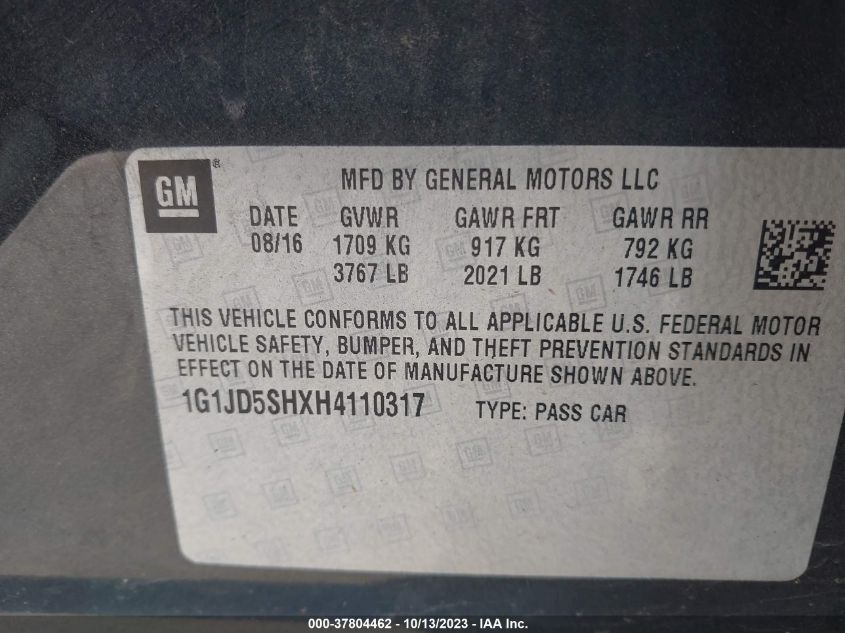 GM ®
MFD BY GENERAL MOTORS LLC
DATE GVWR GAWR FRT GAWR RR
08/16 1709 KG 917 KG 792 KG
3767 LB 2021 LB 1746 LB
THIS VEHICLE CONFORMS TO ALL APPLICABLE U.S. FEDERAL MOTOR
VEHICLE SAFETY, BUMPER, AND THEFT PREVENTION STANDARDS IN
EFFECT ON THE DATE OF MANUFACTURE SHOWN ABOVE.
1G1JD5SHXH4110317 TYPE: PASS CAR
000-37804462 - 10/13/2023 - IAA Inc.